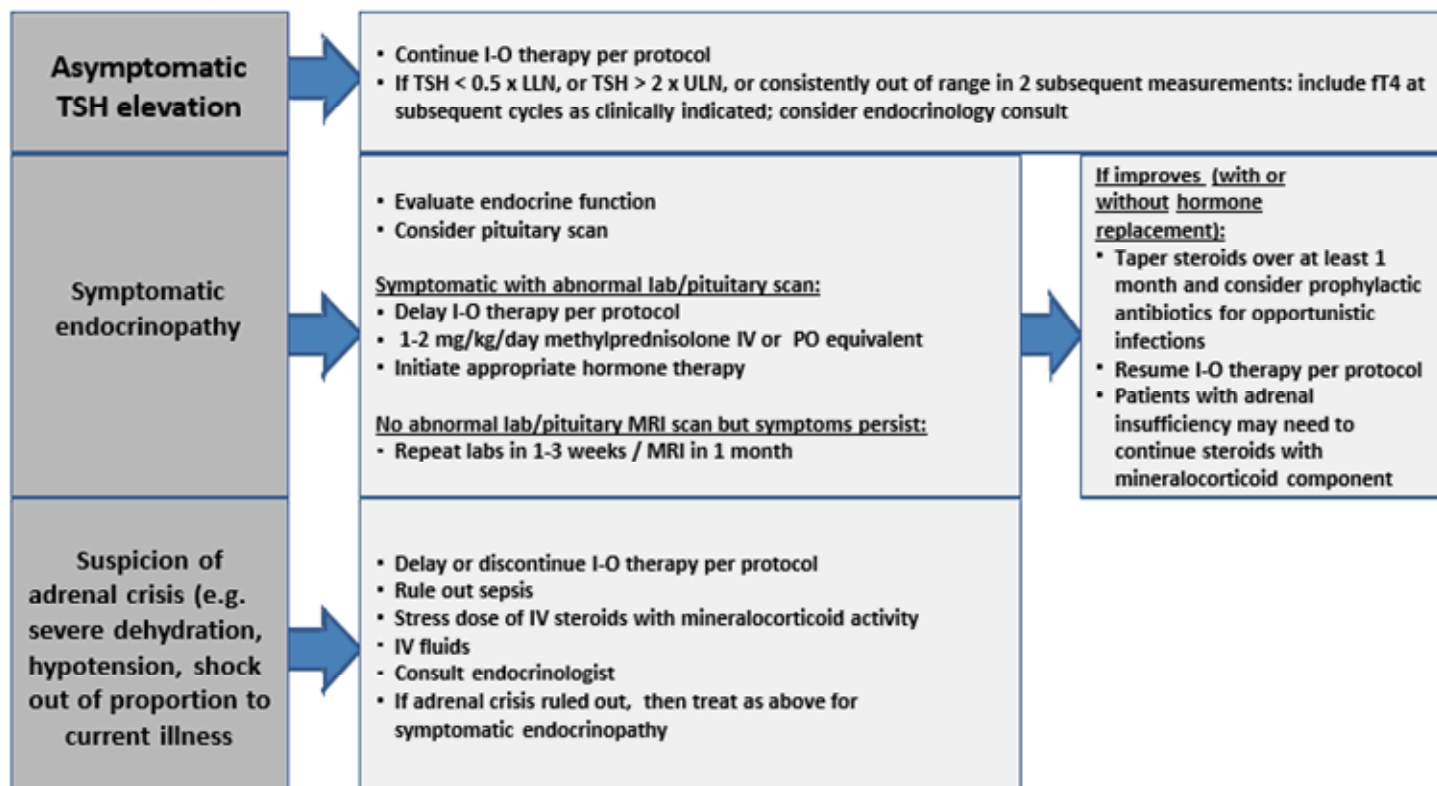 Asymptomatic
TSH elevation
• Continue I-O therapy per protocol
• If TSH < 0.5 x LLN, or TSH > 2 x ULN, or consistently out of range in 2 subsequent measurements: include fT4 at
subsequent cycles as clinically indicated; consider endocrinology consult
Symptomatic
endocrinopathy
• Evaluate endocrine function
• Consider pituitary scan
Symptomatic with abnormal lab/pituitary scan:
• Delay I-O therapy per protocol
• 1-2 mg/kg/day methylprednisolone IV or PO equivalent
• Initiate appropriate hormone therapy
No abnormal lab/pituitary MRI scan but symptoms persist:
- Repeat labs in 1-3 weeks / MRI in 1 month
If improves (with or
without hormone
replacement):
• Taper steroids over at least 1
month and consider prophylactic
antibiotics for opportunistic
infections
• Resume I-O therapy per protocol
• Patients with adrenal
insufficiency may need to
continue steroids with
mineralocorticoid component
Suspicion of
adrenal crisis (e.g.
severe dehydration,
hypotension, shock
out of proportion to
current illness
• Delay or discontinue I-O therapy per protocol
• Rule out sepsis
• Stress dose of IV steroids with mineralocorticoid activity
• IV fluids
- Consult endocrinologist
• If adrenal crisis ruled out, then treat as above for
symptomatic endocrinopathy